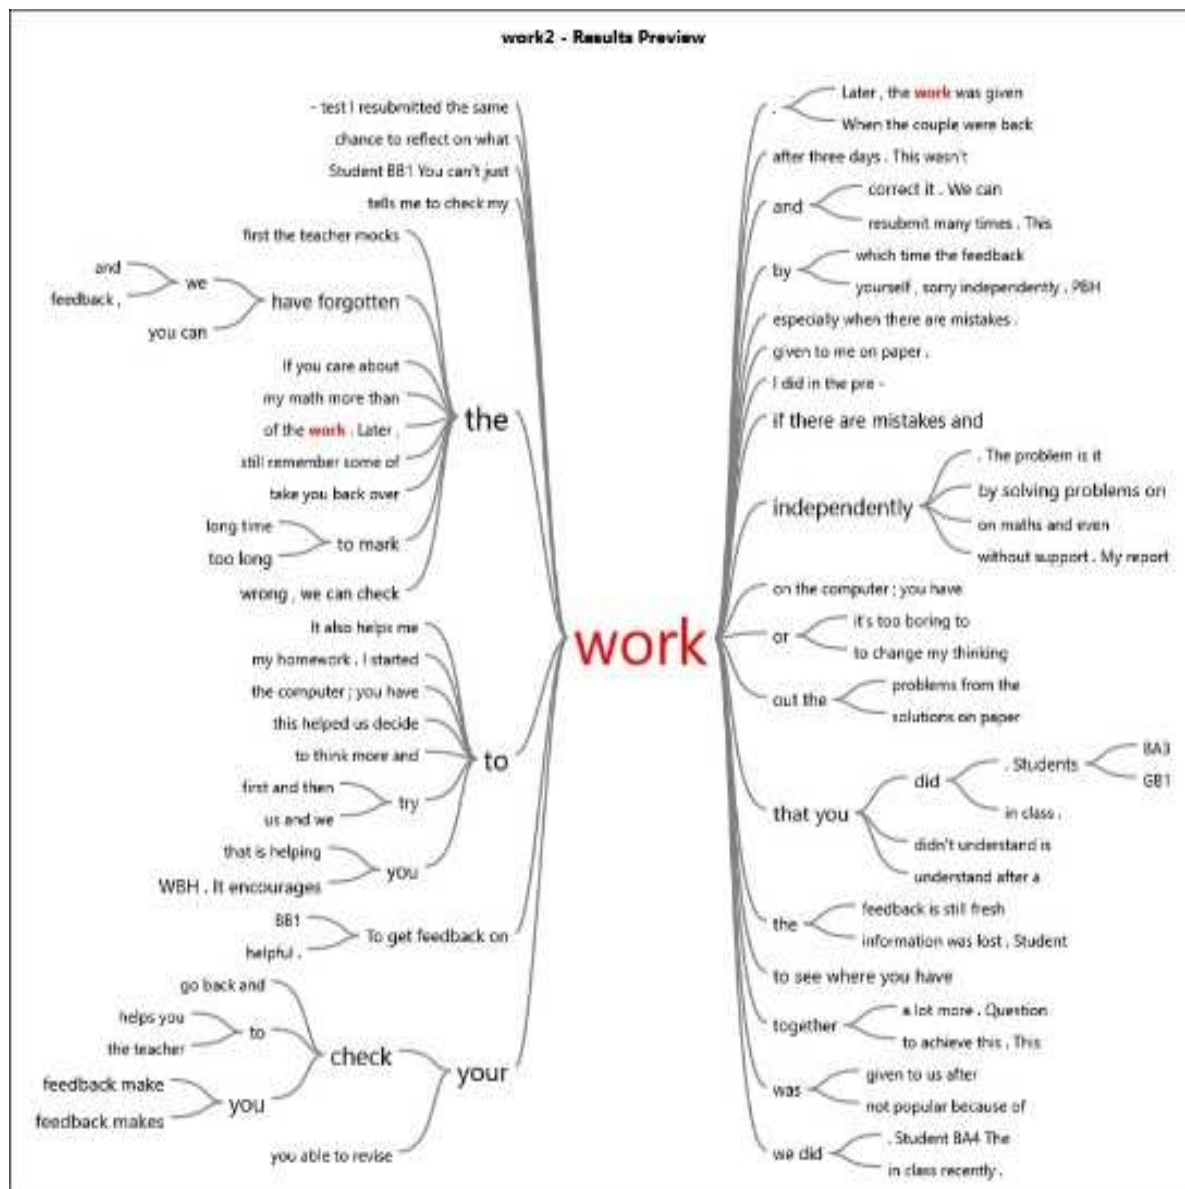 work2 - Results Preview
- test I resubmitted the same
chance to reflect on what
Student BB1 You can't just
tells me to check my
first the teacher mocks
and
feedback ,
we
you can
have forgotten
If you care about
my math more than
of the work . Later ,
still remember some of
take you back over
long time
too long
to mark
wrong , we can check
the
It also helps me
my homework . I started
the computer ; you have
this helped us decide
to think more and
first and then
us and we
try
that is helping
WBH . It encourages
you
to
BB1
helpful .
To get feedback on
go back and
helps you
the teacher
to
feedback make
feedback makes
you
check
you able to revise
your
work
.
Later , the work was given
When the couple were back
after three days . This wasn't
and
correct it . We can
resubmit many times . This
by
which time the feedback
yourself , sorry independently . PBH
especially when there are mistakes .
given to me on paper .
I did in the pre -
if there are mistakes and
independently
. The problem is it
by solving problems on
on maths and even
without support . My report
on the computer ; you have
or
it's too boring to
to change my thinking
out the
problems from the
solutions on paper
that you
did
. Students
BA3
GB1
in class .
didn't understand is
understand after a
the
feedback is still fresh
information was lost . Student
to see where you have
together
a lot more . Question
to achieve this . This
was
given to us after
not popular because of
we did
. Student BA4 The
in class recently .